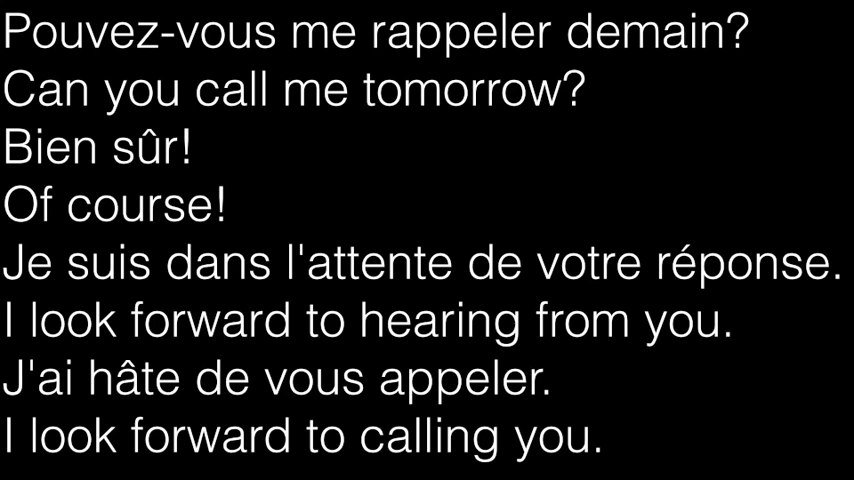 Pouvez-vous me rappeler demain?
Can you call me tomorrow?
Bien sûr!
Of course!
Je suis dans l'attente de votre réponse.
I look forward to hearing from you.
J'ai hâte de vous appeler.
I look forward to calling you.